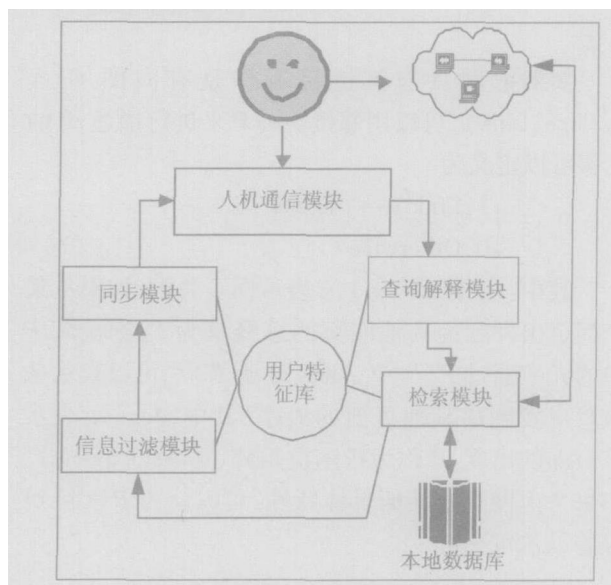 人机通信模块
同步模块
查询解释模块
用户特
征库
检索模块
信息过滤模块
本地数据库